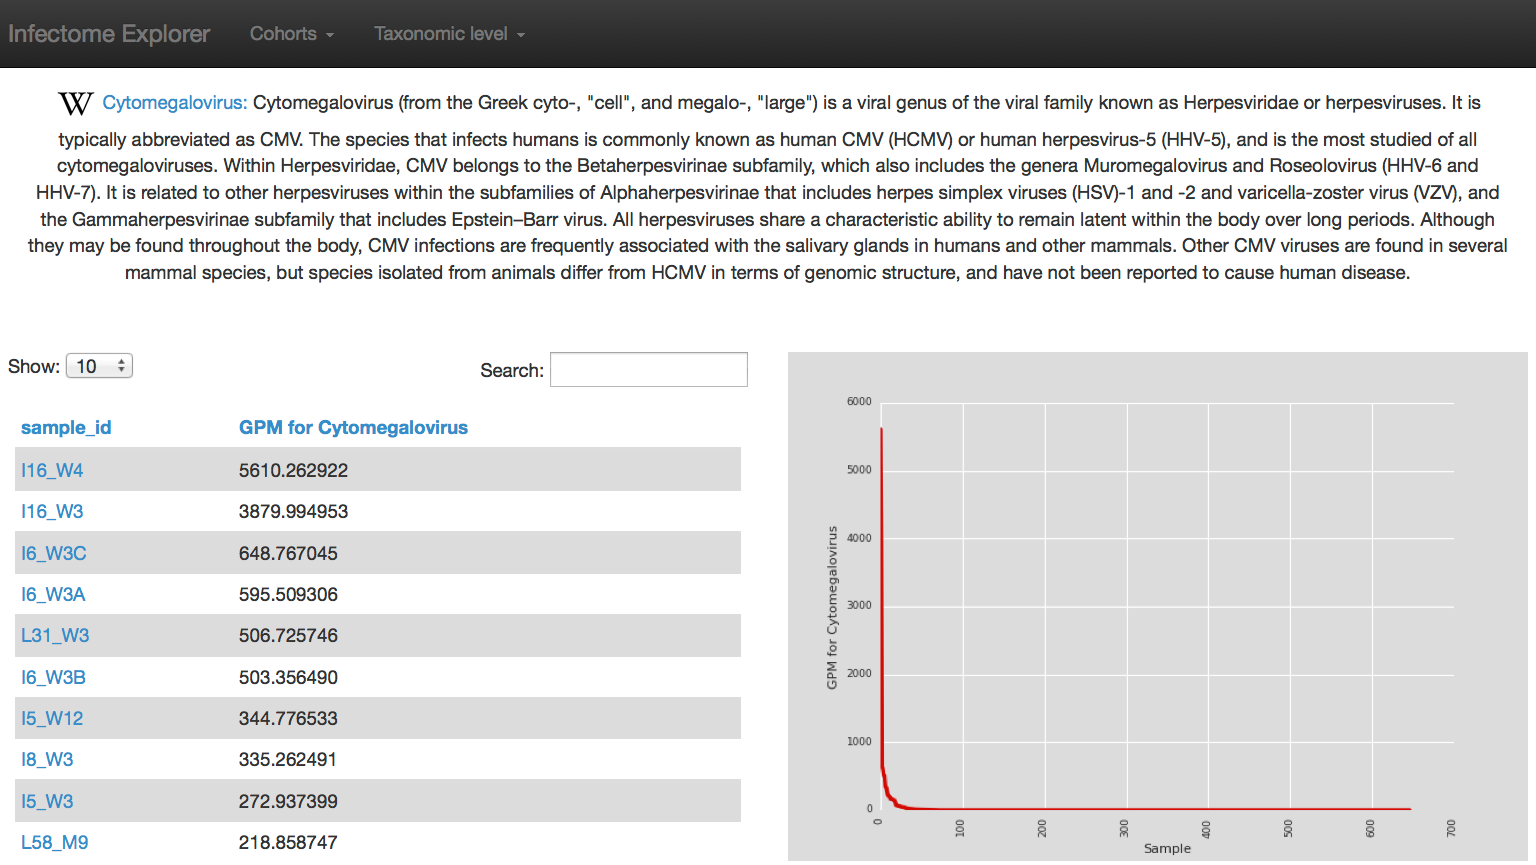 Infectome Explorer Cohorts Taxonomic level
W Cytomegalovirus: Cytomegalovirus (from the Greek cyto-, "cell", and megalo-, "large") is a viral genus of the viral family known as Herpesviridae or herpesviruses. It is
typically abbreviated as CMV. The species that infects humans is commonly known as human CMV (HCMV) or human herpesvirus-5 (HHV-5), and is the most studied of all
cytomegaloviruses. Within Herpesviridae, CMV belongs to the Betaherpesvirinae subfamily, which also includes the genera Muromegalovirus and Roseolovirus (HHV-6 and
HHV-7). It is related to other herpesviruses within the subfamilies of Alphaherpesvirinae that includes herpes simplex viruses (HSV)-1 and -2 and varicella-zoster virus (VZV), and
the Gammaherpesvirinae subfamily that includes Epstein–Barr virus. All herpesviruses share a characteristic ability to remain latent within the body over long periods. Although
they may be found throughout the body, CMV infections are frequently associated with the salivary glands in humans and other mammals. Other CMV viruses are found in several
mammal species, but species isolated from animals differ from HCMV in terms of genomic structure, and have not been reported to cause human disease.
Show: 10 Search:
sample_id GPM for Cytomegalovirus
I16_W4 5610.262922
I16_W3 3879.994953
I6_W3C 648.767045
I6_W3A 595.509306
L31_W3 506.725746
I6_W3B 503.356490
I5_W12 344.776533
I8_W3 335.262491
I5_W3 272.937399
L58_M9 218.858747
GPM for Cytomegalovirus
6000
5000
4000
3000
2000
1000
0
0 100 200 300 400 500 600 700
Sample